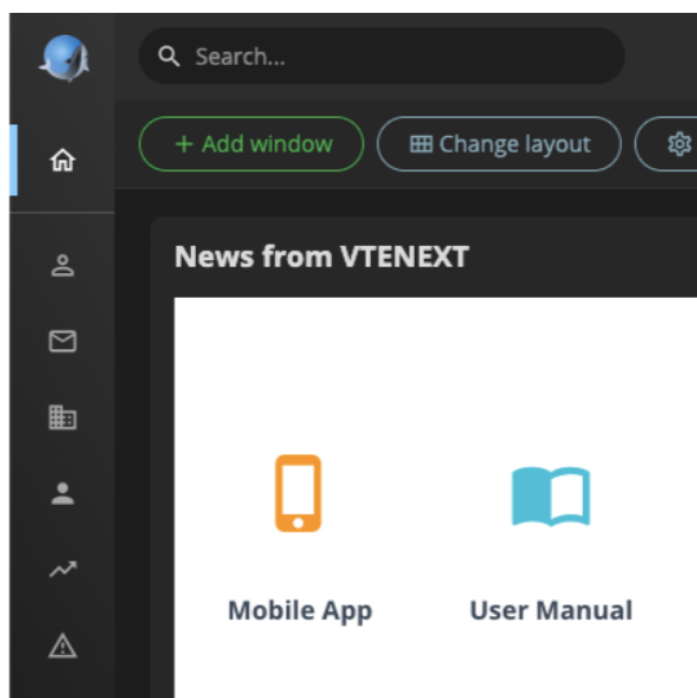 Search...
+ Add window Change layout
News from VTENEXT
Mobile App User Manual